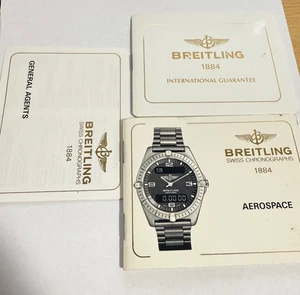 BREITLING
1884
INTERNATIONAL GUARANTEE
GENERAL AGENTS
BREITLING
SWISS CHRONOGRAPHS
1884
BREITLING
SWISS CHRONOGRAPHS
1884
AEROSPACE